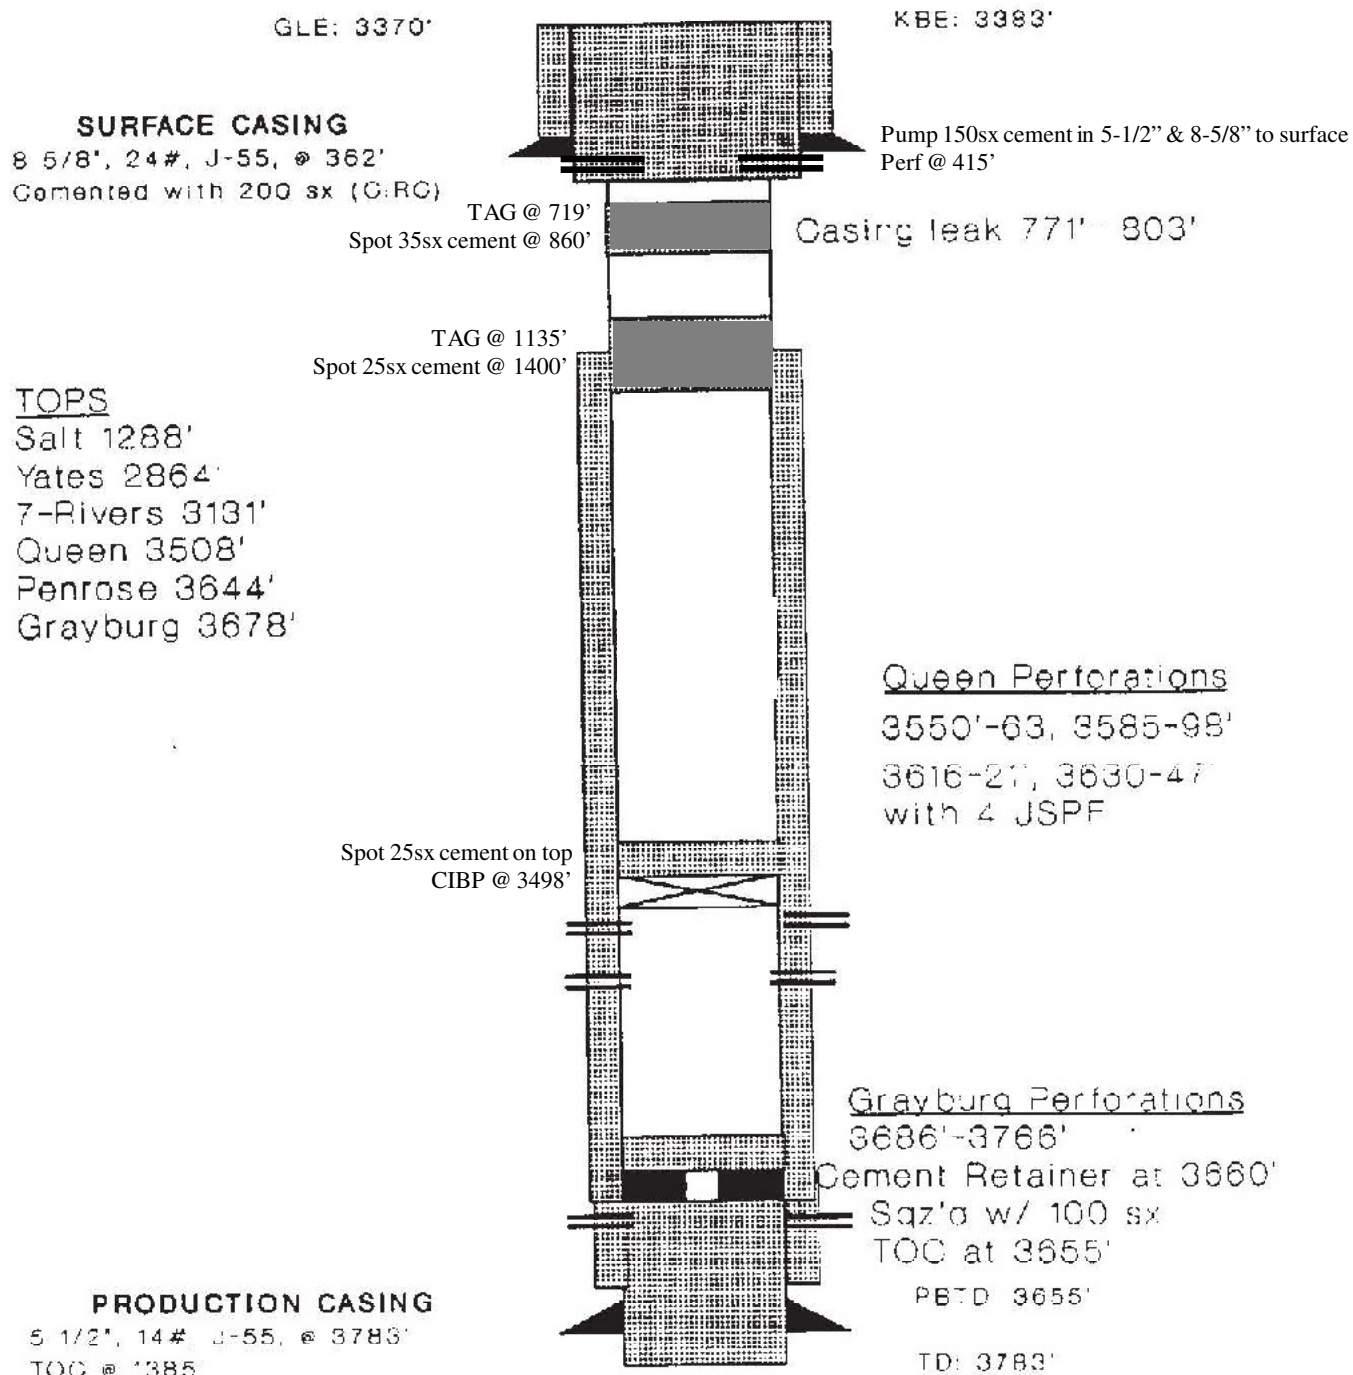 GLE: 3370'
KBE: 3383'
SURFACE CASING
8 5/8", 24#, J-55, @ 362'
Cemented with 200 sx (CIRC)
Pump 150sx cement in 5-1/2” & 8-5/8” to surface
Perf @ 415’
TAG @ 719’
Spot 35sx cement @ 860’
Casing leak 771'- 803'
TAG @ 1135’
Spot 25sx cement @ 1400’
TOPS
Salt 1288'
Yates 2864'
7-Rivers 3131'
Queen 3508'
Penrose 3644'
Grayburg 3678'
Queen Perforations
3550'-63, 3585-98'
3616-21', 3630-47'
with 4 JSPF
Spot 25sx cement on top
CIBP @ 3498’
Grayburg Perforations
3686'-3766'
Cement Retainer at 3660'
Sqz'd w/ 100 sx
TOC at 3655'
PBTD 3655'
TD: 3783'
PRODUCTION CASING
5 1/2", 14#, J-55, @ 3783'
TOC @